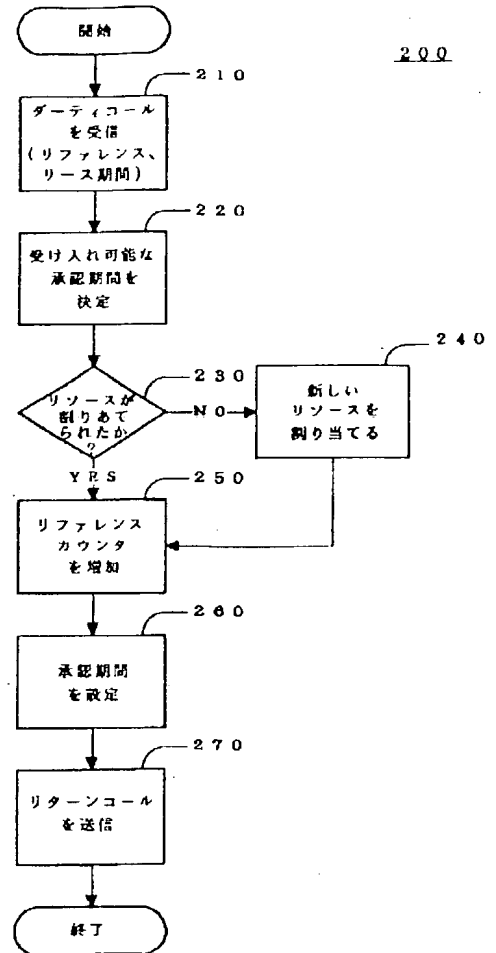 開始
200
210
ダーティコール
を受信
(リファレンス、
リース期間)
220
受け入れ可能な
承認期間を
決定
230
リソースが
割りあて
られたか
?
NO
240
新しい
リソースを
割り当てる
YES
250
リファレンス
カウンタ
を増加
260
承認期間
を設定
270
リターンコール
を送信
終了